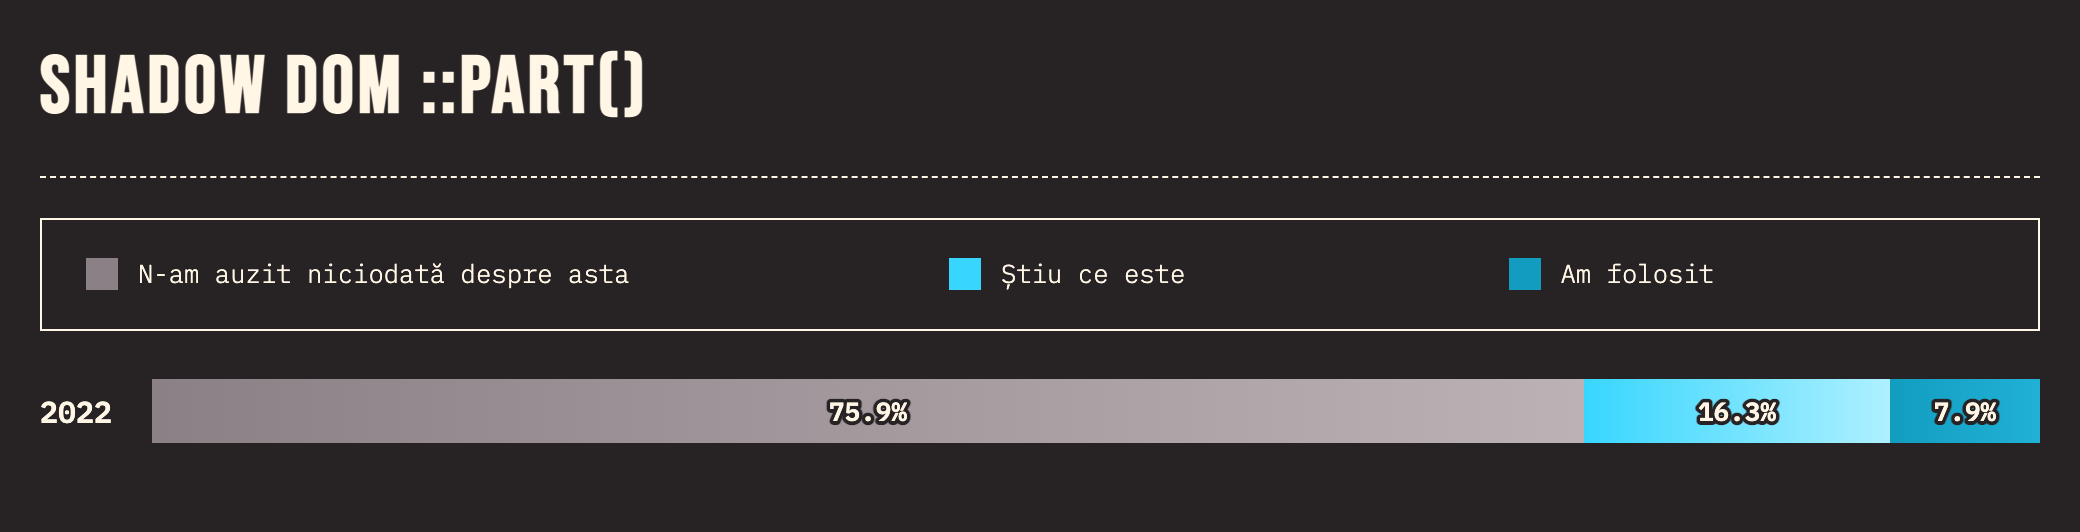 SHADOW DOM ::PART()
N-am auzit niciodată despre asta
Știu ce este
Am folosit
2022
75.9%
16.3%
7.9%